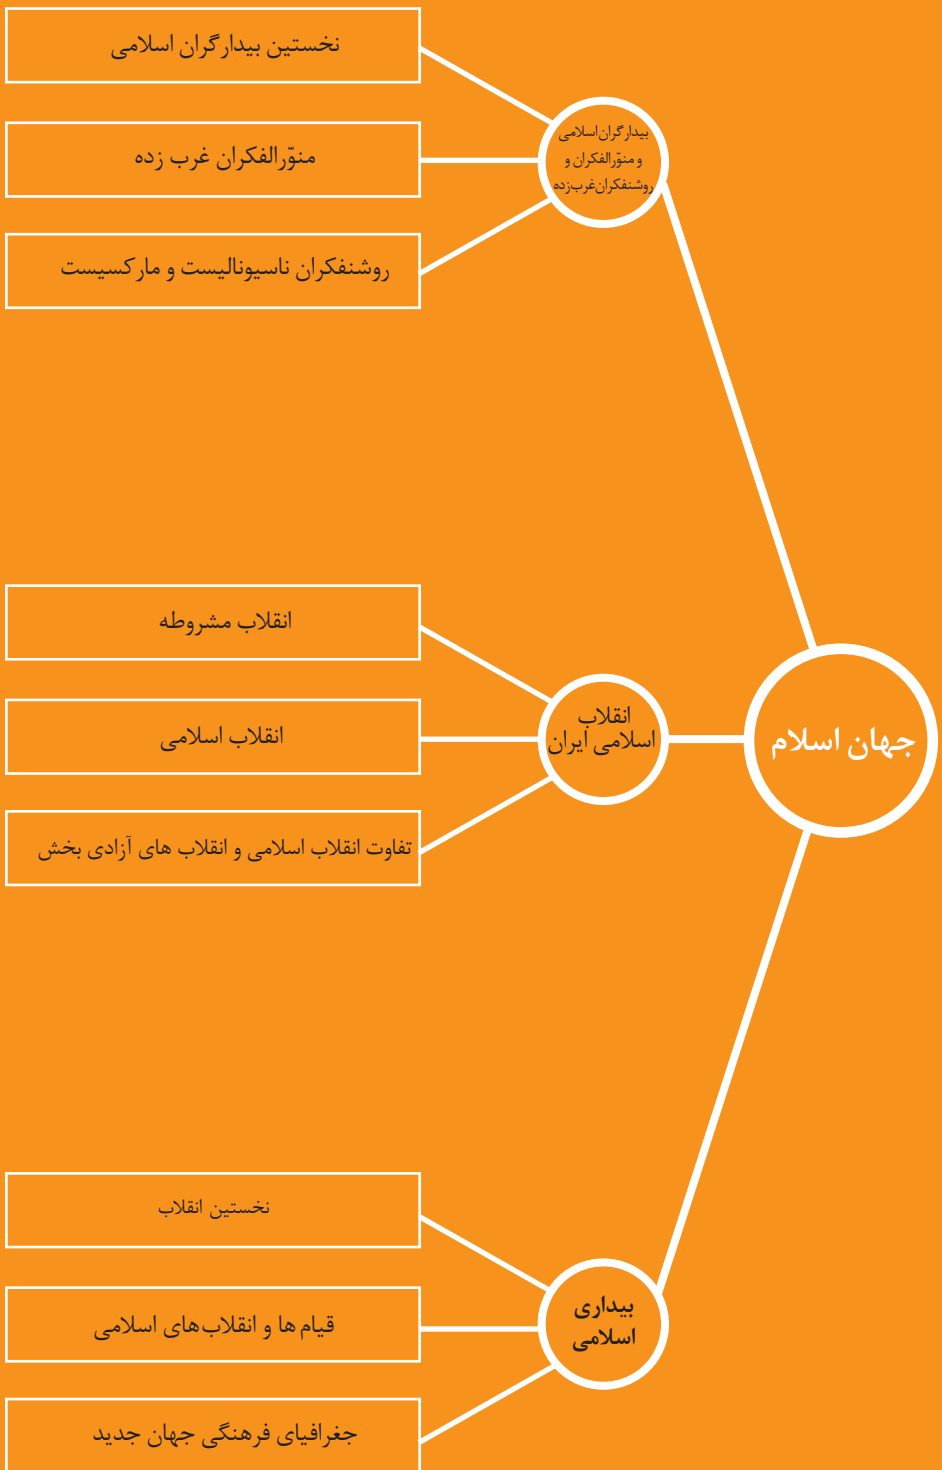 جهان اسلام
بیدارگران اسلامی
و منوّرالفکران و
روشنفکران غرب‌زده
نخستین بیدارگران اسلامی
منوّرالفکران غرب زده
روشنفکران ناسیونالیست و مارکسیست
انقلاب
اسلامی ایران
انقلاب مشروطه
انقلاب اسلامی
تفاوت انقلاب اسلامی و انقلاب های آزادی بخش
بیداری
اسلامی
نخستین انقلاب
قیام ها و انقلاب‌های اسلامی
جغرافیای فرهنگی جهان جدید